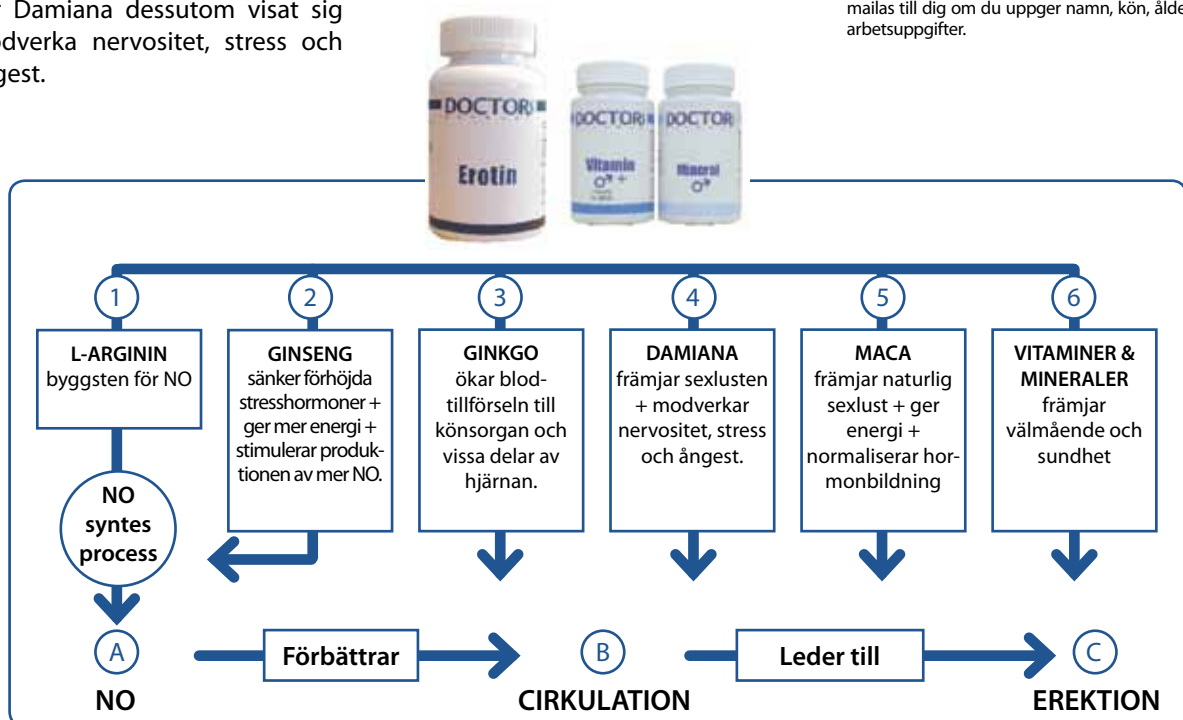 Damiana dessutom visat sig
nervositet, stress och
mailas till dig om du uppger namn, kön,
arbetsuppgifter.
DOCTOR
Erotin
DOCTOR
Vitamin
♂ +
DOCTOR
Mineral
♂
1
L-ARGININ
byggsten för NO
NO
syntes
process
2
GINSENG
sänker förhöjda
stresshormoner +
ger mer energi +
stimulerar produk-
tionen av mer NO.
3
GINKGO
ökar blod-
tillförseln till
könsorgan och
vissa delar av
hjärnan.
4
DAMIANA
främjar sexlusten
+ modverkar
nervositet, stress
och ångest.
5
MACA
främjar naturlig
sexlust + ger
energi +
normaliserar hor-
monbildning
6
VITAMINER &
MINERALER
främjar
välmående och
sundhet
A
NO
Förbättrar
B
CIRKULATION
Leder till
C
EREKTION